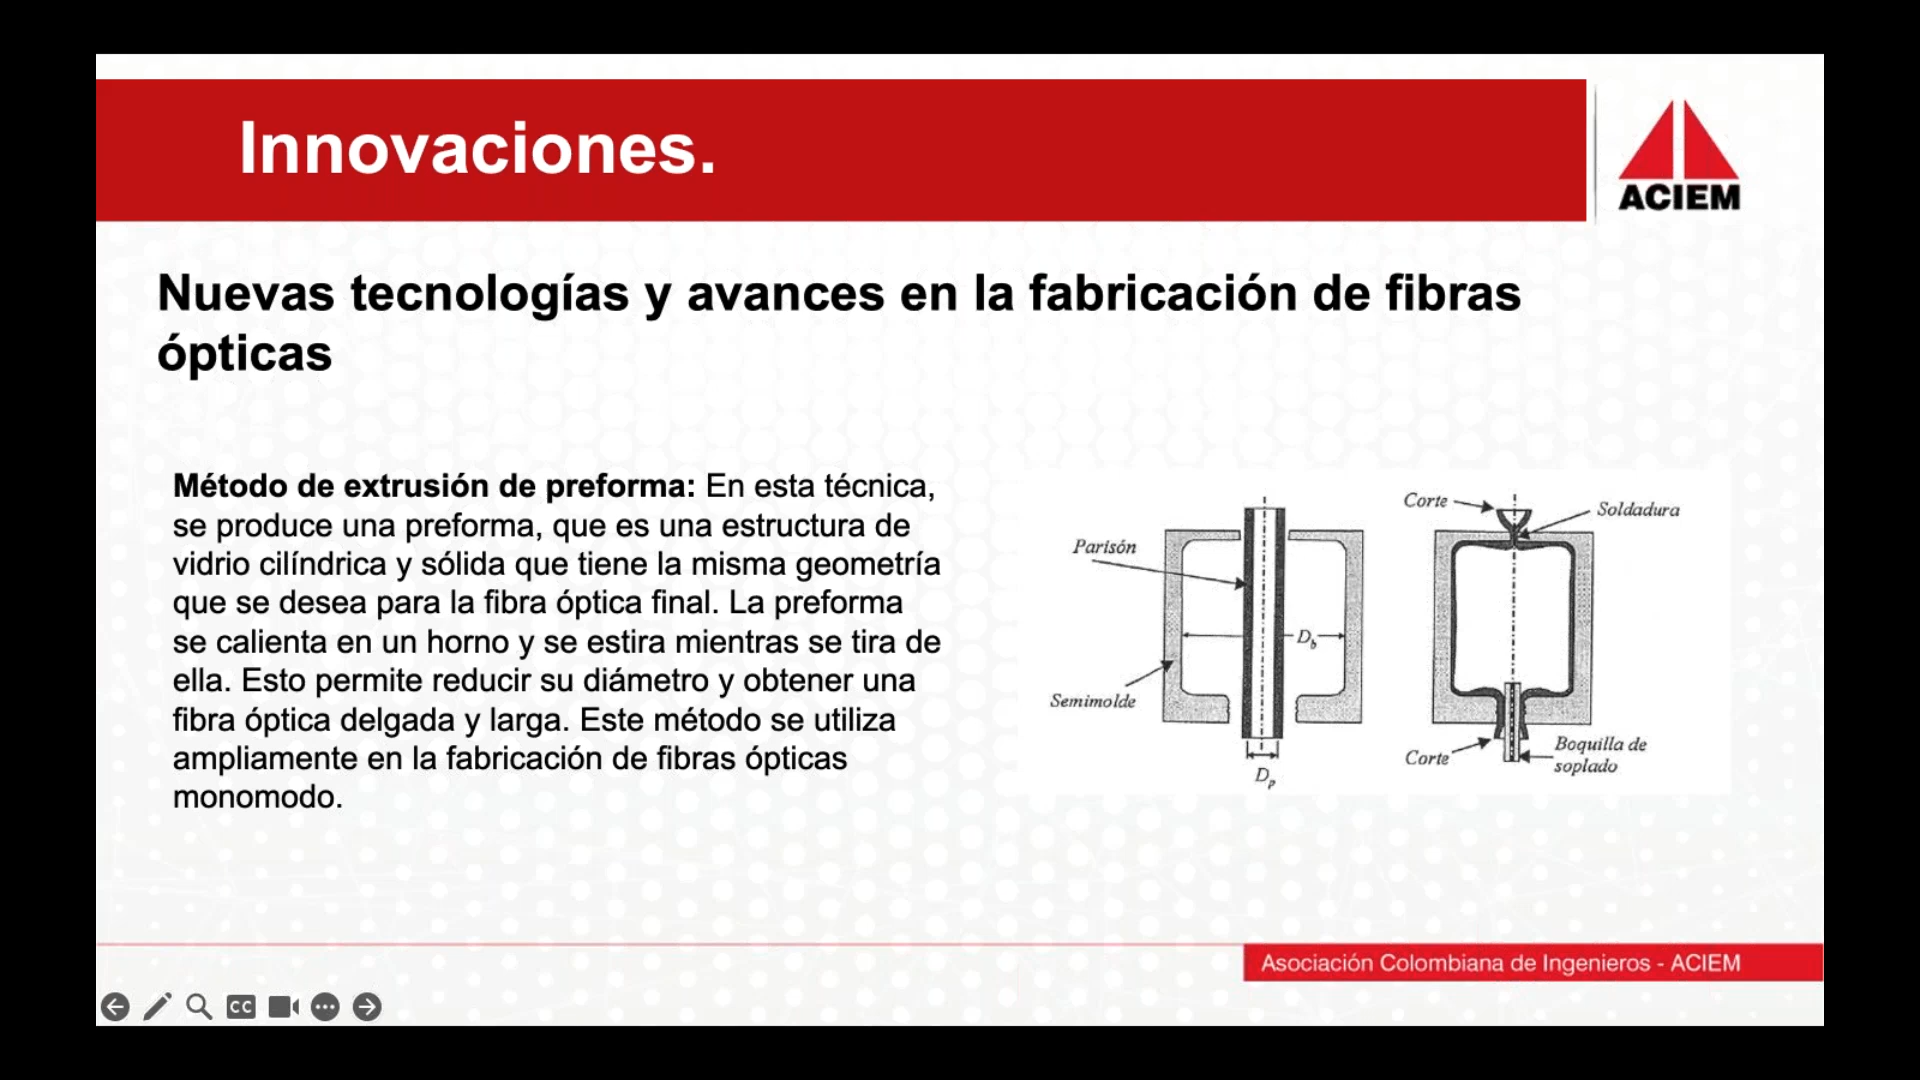 Innovaciones.
ACIEM
Nuevas tecnologías y avances en la fabricación de fibras
ópticas
Método de extrusión de preforma: En esta técnica,
se produce una preforma, que es una estructura de
vidrio cilíndrica y sólida que tiene la misma geometría
que se desea para la fibra óptica final. La preforma
se calienta en un horno y se estira mientras se tira de
ella. Esto permite reducir su diámetro y obtener una
fibra óptica delgada y larga. Este método se utiliza
ampliamente en la fabricación de fibras ópticas
monomodo.
Parisón
Db
Semimolde
Dp
Corte
Soldadura
Corte
Boquilla de
soplado
Asociación Colombiana de Ingenieros - ACIEM
CC